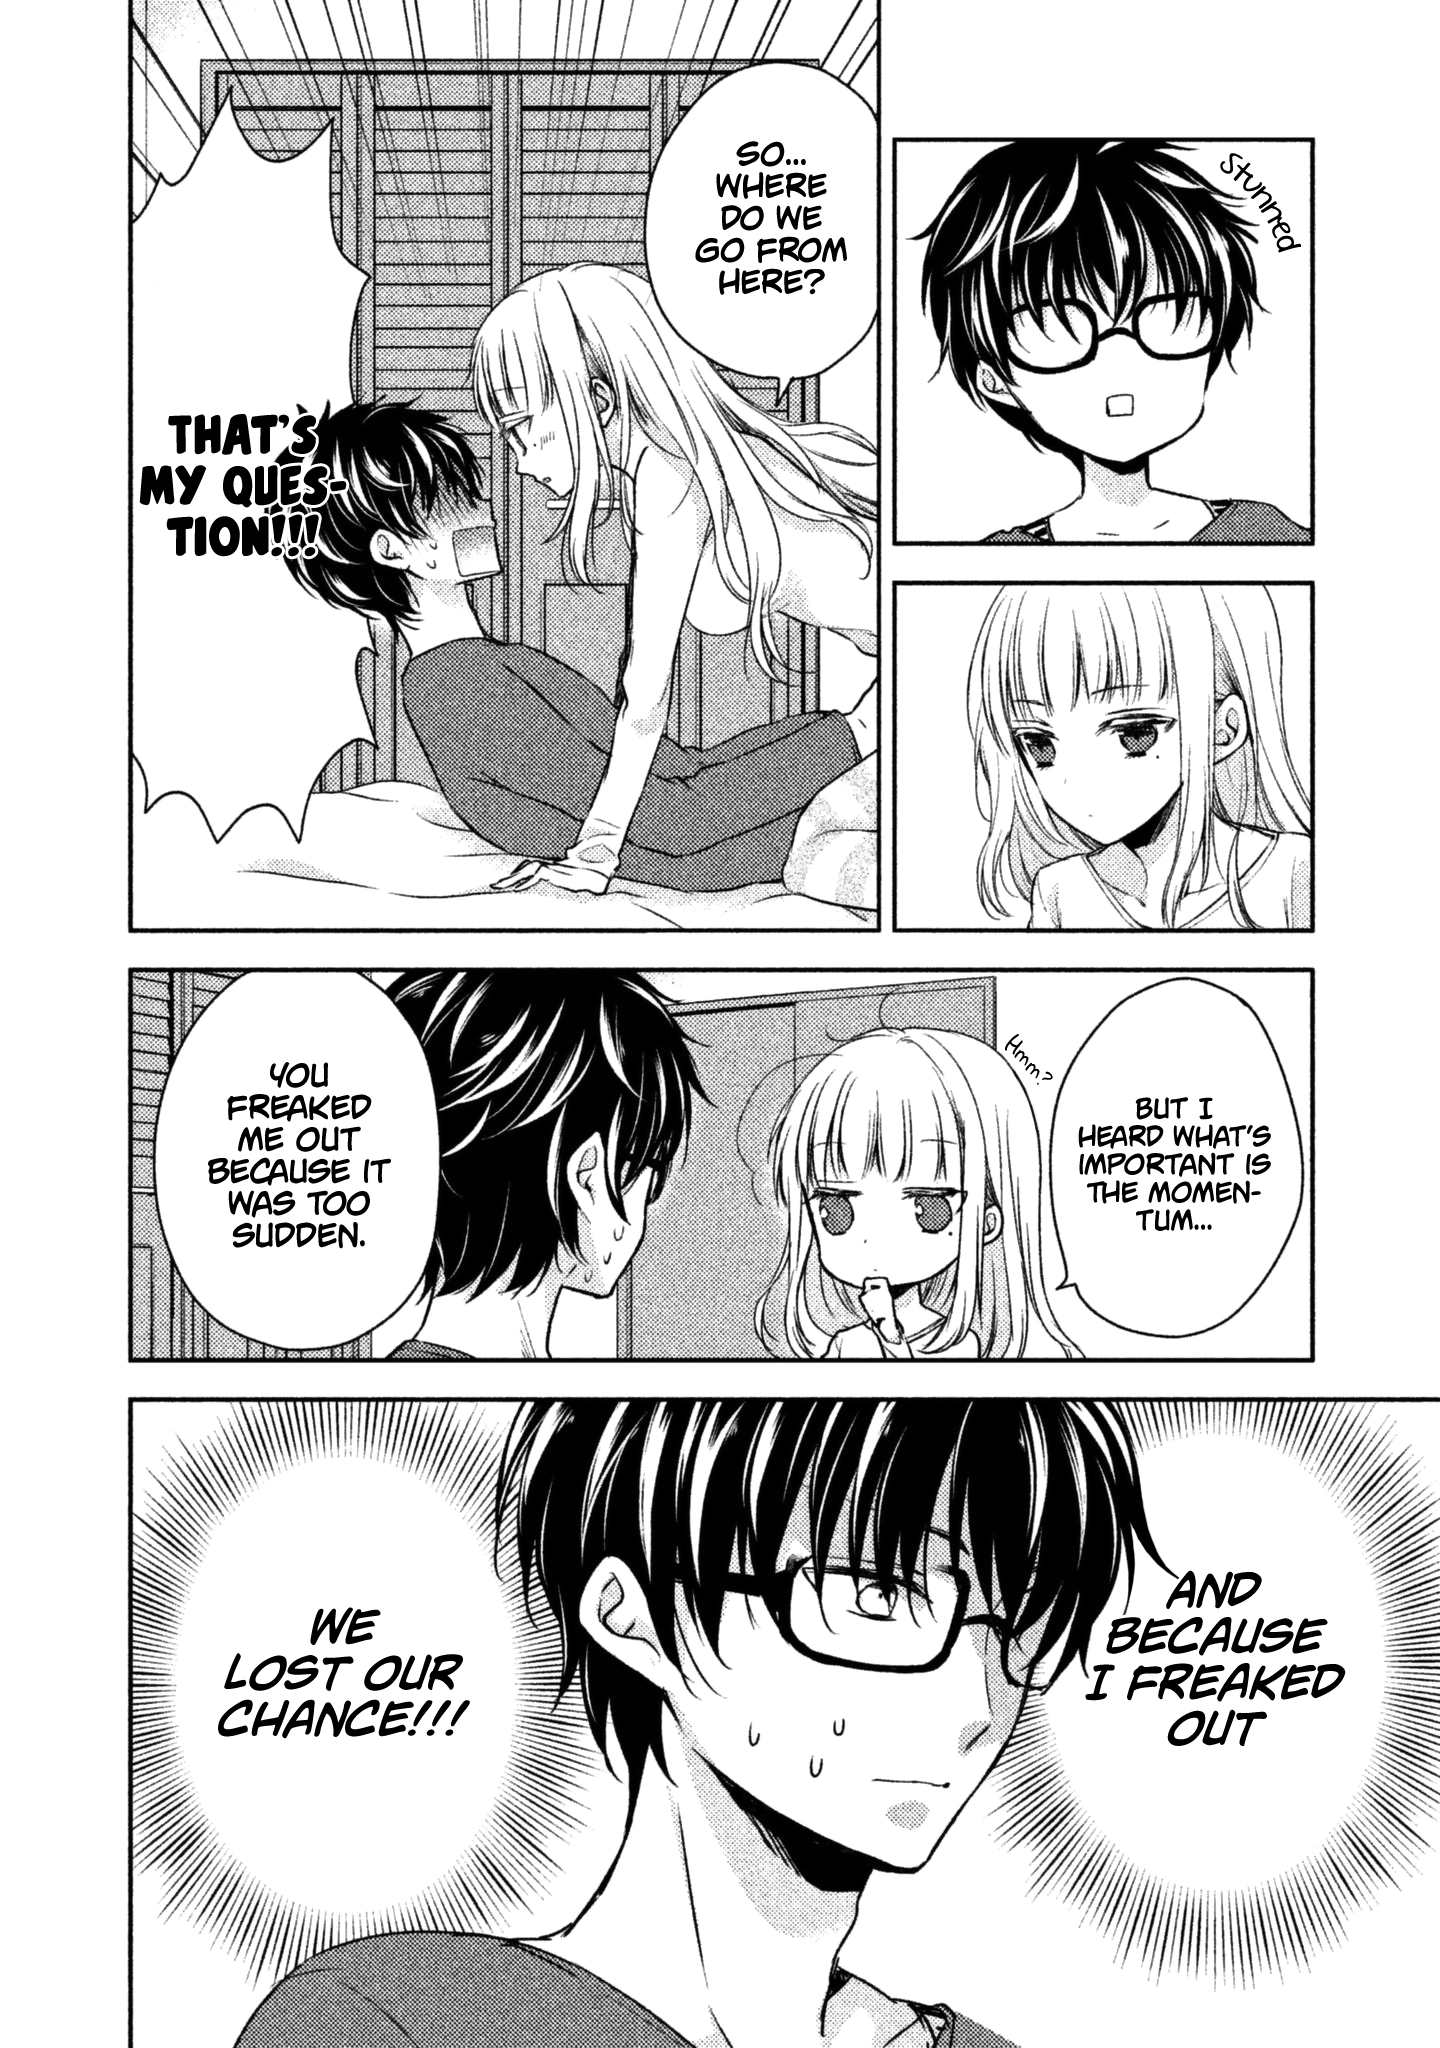 Stunned
SO...
WHERE
DO WE
GO FROM
HERE?
THAT'S
MY QUES-
TION!!!
BUT I
HEARD WHAT'S
IMPORTANT IS
THE MOMEN-
TUM...
Hmm?
YOU
FREAKED
ME OUT
BECAUSE IT
WAS TOO
SUDDEN.
AND
BECAUSE
I FREAKED
OUT
WE
LOST OUR
CHANCE!!!